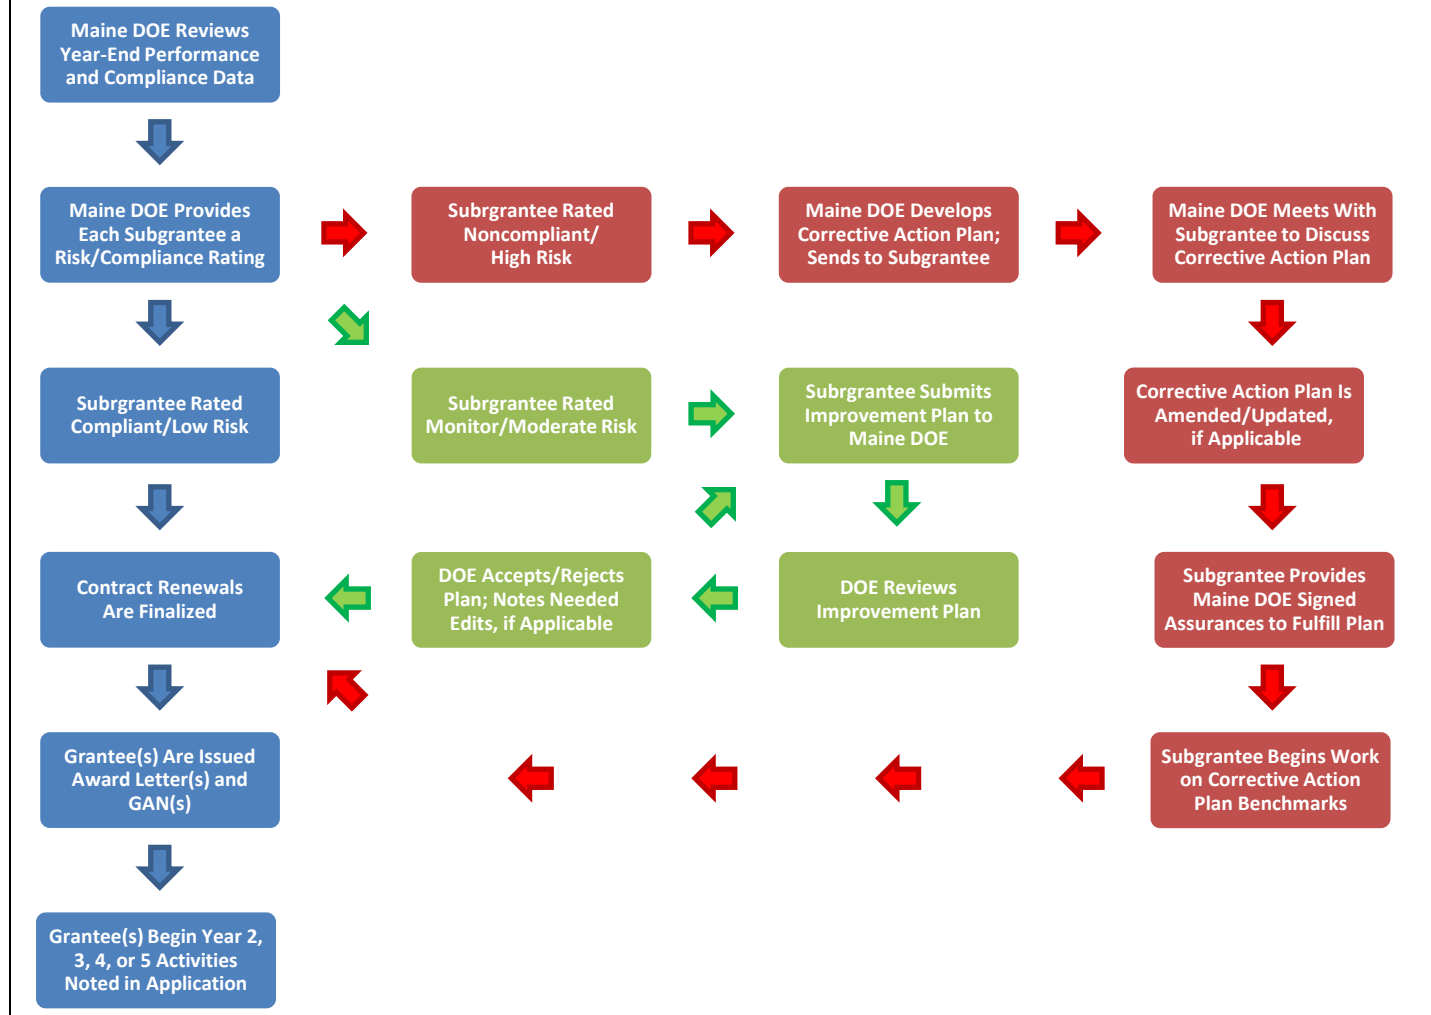 Maine DOE Reviews
Year-End Performance
and Compliance Data
Maine DOE Provides
Each Subgrantee a
Risk/Compliance Rating
Subrgrantee Rated
Noncompliant/
High Risk
Maine DOE Develops
Corrective Action Plan;
Sends to Subgrantee
Maine DOE Meets With
Subgrantee to Discuss
Corrective Action Plan
Subrgrantee Rated
Compliant/Low Risk
Subrgrantee Rated
Monitor/Moderate Risk
Subrgrantee Submits
Improvement Plan to
Maine DOE
Corrective Action Plan Is
Amended/Updated,
if Applicable
Contract Renewals
Are Finalized
DOE Accepts/Rejects
Plan; Notes Needed
Edits, if Applicable
DOE Reviews
Improvement Plan
Subgrantee Provides
Maine DOE Signed
Assurances to Fulfill Plan
Grantee(s) Are Issued
Award Letter(s) and
GAN(s)
Subgrantee Begins Work
on Corrective Action
Plan Benchmarks
Grantee(s) Begin Year 2,
3, 4, or 5 Activities
Noted in Application